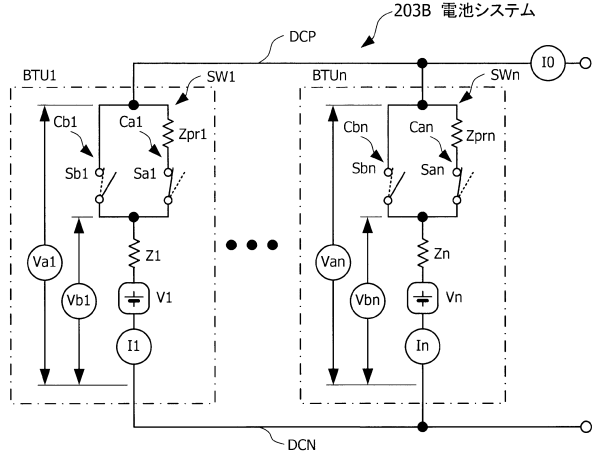 203B 電池システム
DCP
I0
BTU1
SW1
Cb1
Ca1
Zpr1
Sb1
Sa1
Va1
Vb1
Z1
V1
I1
BTUn
SWn
Cbn
Can
Zprn
Sbn
San
Van
Vbn
Zn
Vn
In
DCN